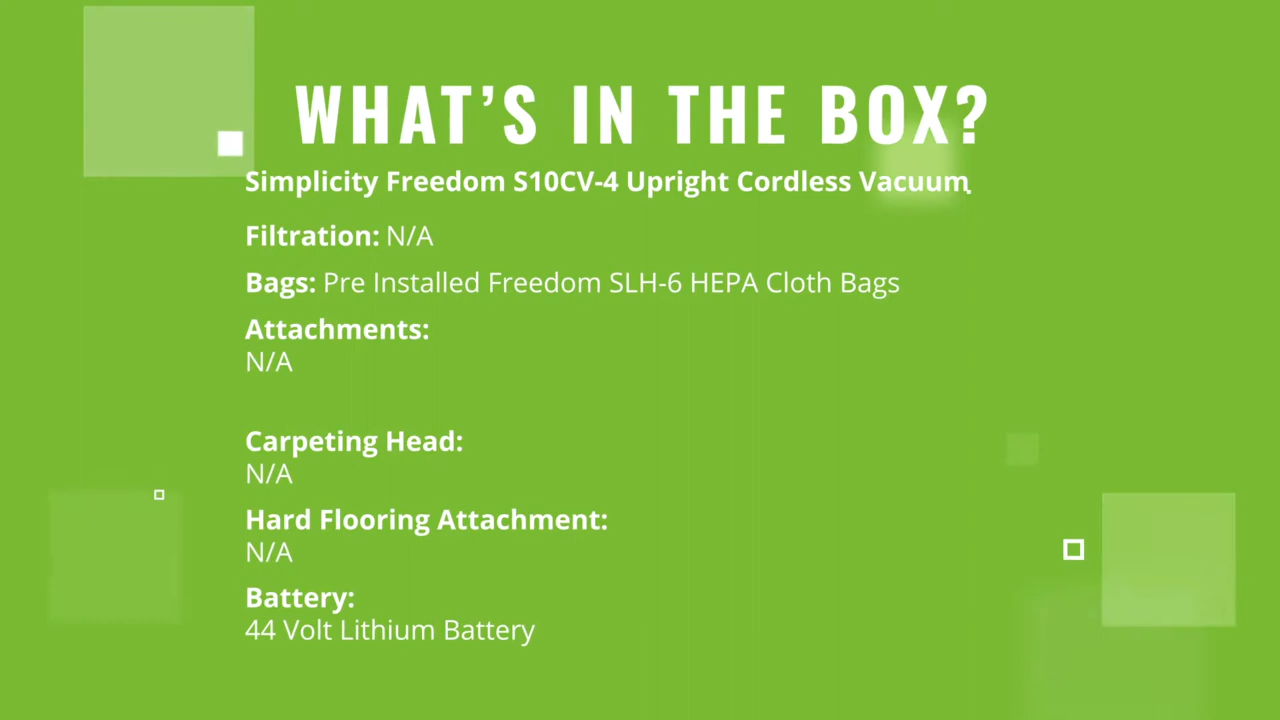 WHAT’S IN THE BOX?
Simplicity Freedom S10CV-4 Upright Cordless Vacuum
Filtration: N/A
Bags: Pre Installed Freedom SLH-6 HEPA Cloth Bags
Attachments:
N/A
Carpeting Head:
N/A
Hard Flooring Attachment:
N/A
Battery:
44 Volt Lithium Battery